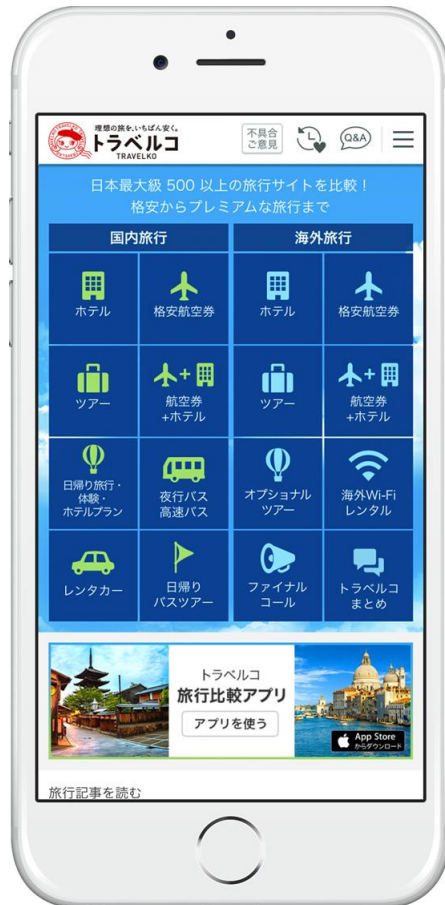 理想の旅を、いちばん安く。
トラベルコ
TRAVELKO
不具合
ご意見
Q&A
日本最大級 500 以上の旅行サイトを比較！
格安からプレミアムな旅行まで
国内旅行
海外旅行
ホテル
格安航空券
ホテル
格安航空券
ツアー
航空券
+ホテル
ツアー
航空券
+ホテル
日帰り旅行・
体験・
ホテルプラン
夜行バス
高速バス
オプショナル
ツアー
海外Wi-Fi
レンタル
レンタカー
日帰り
バスツアー
ファイナル
コール
トラベルコ
まとめ
トラベルコ
旅行比較アプリ
アプリを使う
App Store
からダウンロード
旅行記事を読む